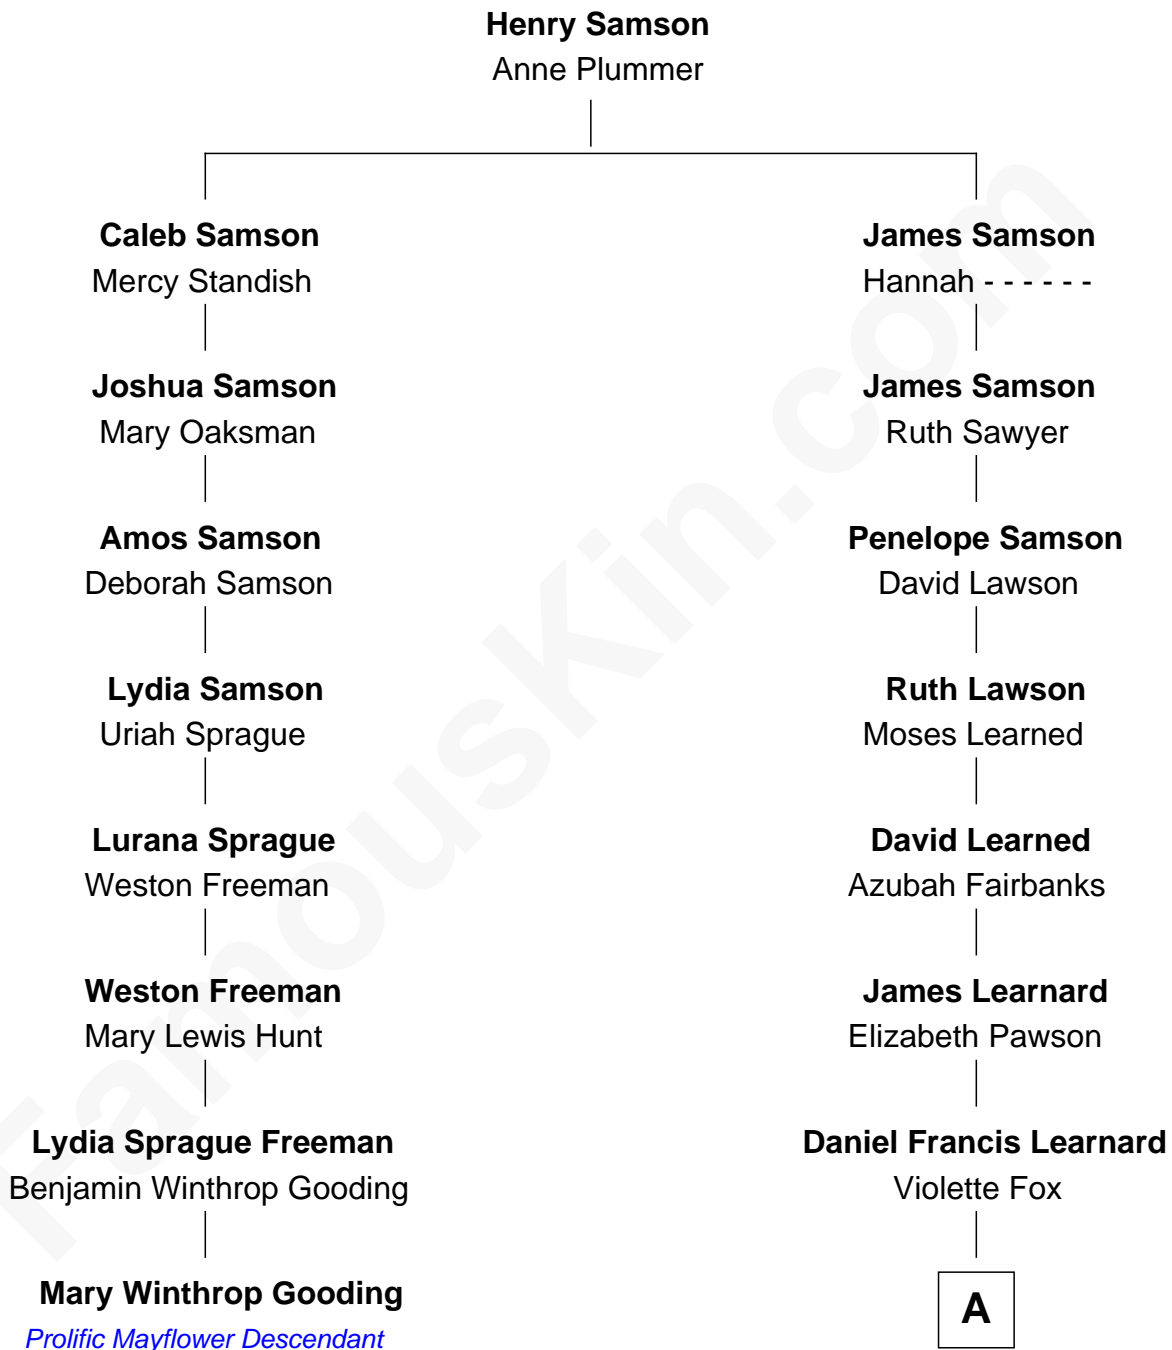 Henry Samson
Anne Plummer
Caleb Samson
Mercy Standish
James Samson
Hannah - - - - - -
Joshua Samson
Mary Oaksman
James Samson
Ruth Sawyer
Amos Samson
Deborah Samson
Penelope Samson
David Lawson
Lydia Samson
Uriah Sprague
Ruth Lawson
Moses Learned
Lurana Sprague
Weston Freeman
David Learned
Azubah Fairbanks
Weston Freeman
Mary Lewis Hunt
James Learnard
Elizabeth Pawson
Lydia Sprague Freeman
Benjamin Winthrop Gooding
Daniel Francis Learnard
Violette Fox
Mary Winthrop Gooding
Prolific Mayflower Descendant
A
FamousKin.com